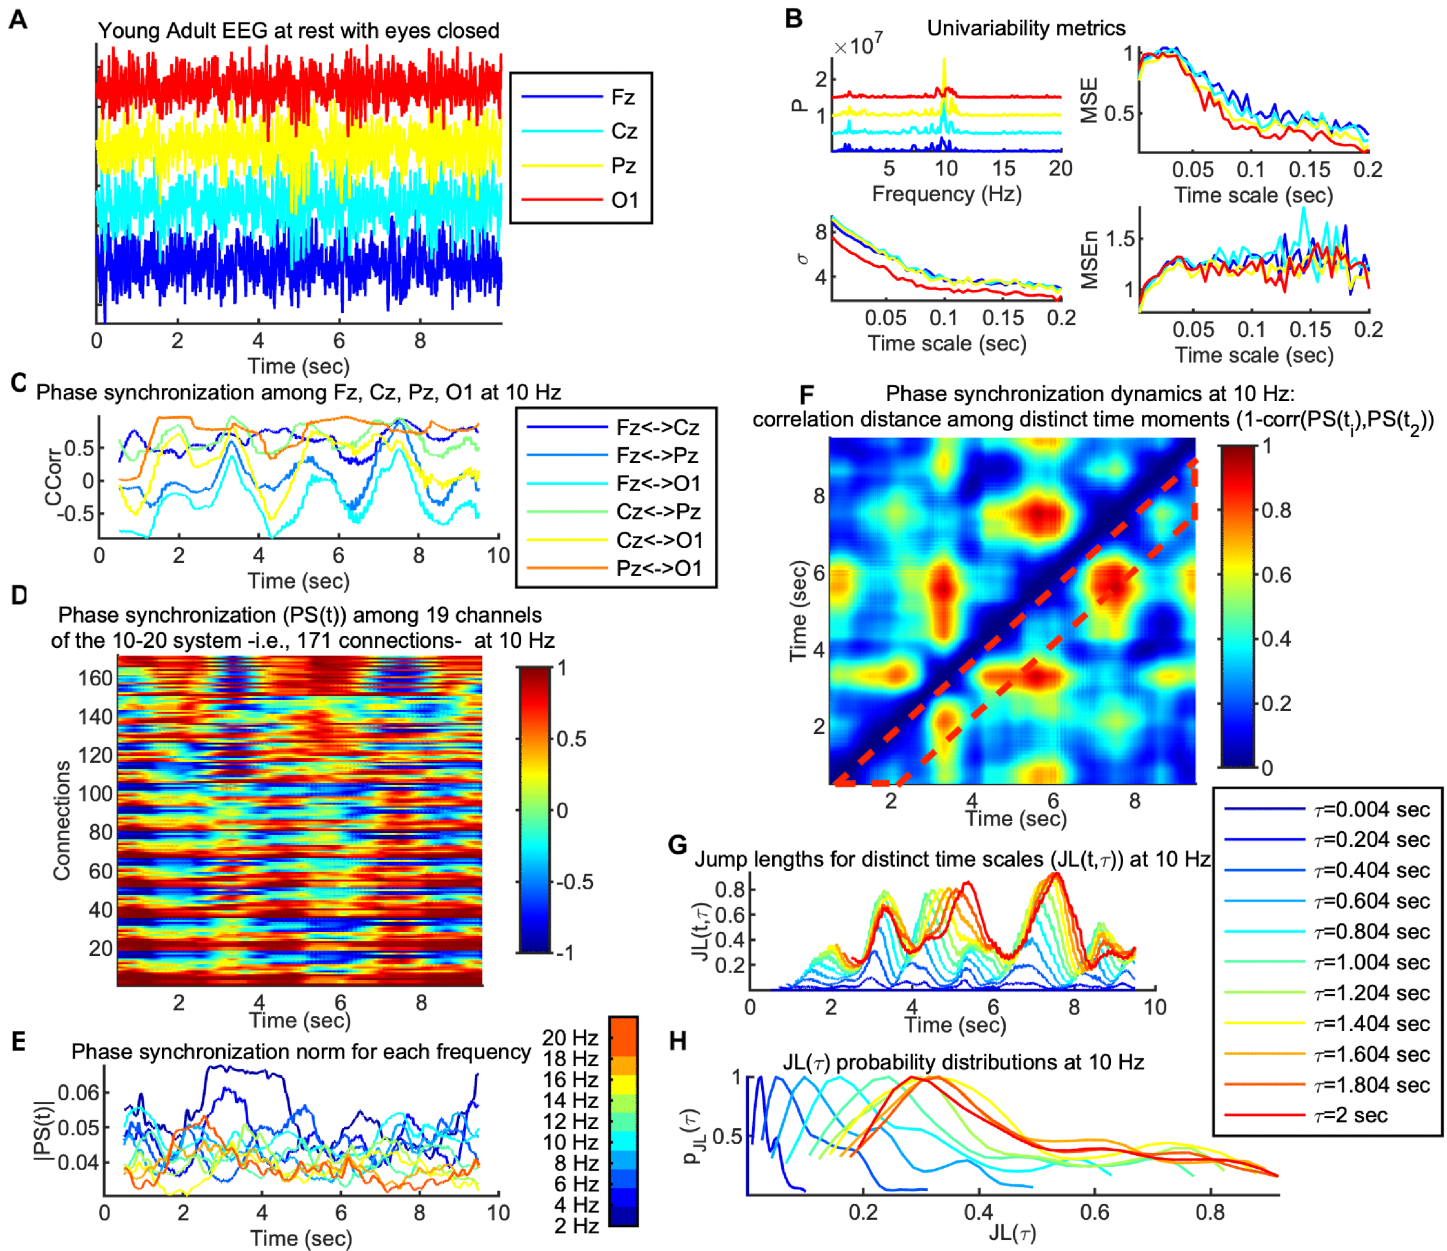 A
Young Adult EEG at rest with eyes closed
Fz
Cz
Pz
O1
0
2
4
6
8
Time (sec)
B
Univariability metrics
×10⁷
2
1
P
5
10
15
20
Frequency (Hz)
1
0.5
MSE
0.05
0.1
0.15
0.2
Time scale (sec)
8
4
σ
0.05
0.1
0.15
0.2
Time scale (sec)
1.5
1
MSEn
0.05
0.1
0.15
0.2
Time scale (sec)
C
Phase synchronization among Fz, Cz, Pz, O1 at 10 Hz
0.5
0
-0.5
CCorr
0
2
4
6
8
10
Time (sec)
Fz<->Cz
Fz<->Pz
Fz<->O1
Cz<->Pz
Cz<->O1
Pz<->O1
D
Phase synchronization (PS(t)) among 19 channels
of the 10-20 system -i.e., 171 connections- at 10 Hz
160
140
120
100
80
60
40
20
Connections
2
4
6
8
Time (sec)
1
0.5
0
-0.5
-1
E
Phase synchronization norm for each frequency
0.06
0.05
0.04
|PS(t)|
0
2
4
6
8
10
Time (sec)
20 Hz
18 Hz
16 Hz
14 Hz
12 Hz
10 Hz
8 Hz
6 Hz
4 Hz
2 Hz
F
Phase synchronization dynamics at 10 Hz:
correlation distance among distinct time moments (1-corr(PS(tᵢ),PS(t₂))
8
6
4
2
Time (sec)
2
4
6
8
Time (sec)
1
0.8
0.6
0.4
0.2
0
G
Jump lengths for distinct time scales (JL(t,τ)) at 10 Hz
0.8
0.6
0.4
0.2
JL(t,τ)
0
2
4
6
8
10
Time (sec)
τ=0.004 sec
τ=0.204 sec
τ=0.404 sec
τ=0.604 sec
τ=0.804 sec
τ=1.004 sec
τ=1.204 sec
τ=1.404 sec
τ=1.604 sec
τ=1.804 sec
τ=2 sec
H
JL(τ) probability distributions at 10 Hz
1
0.5
p_JL(τ)
0.2
0.4
0.6
0.8
JL(τ)